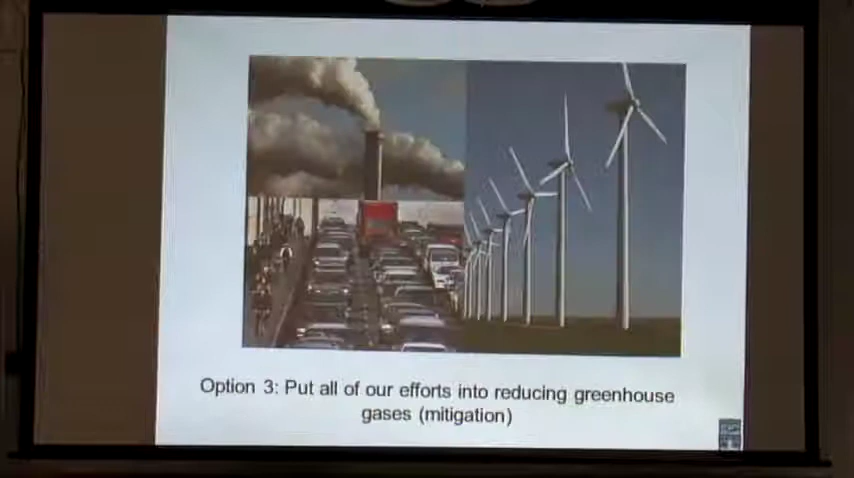 Option 3: Put all of our efforts into reducing greenhouse
gases (mitigation)